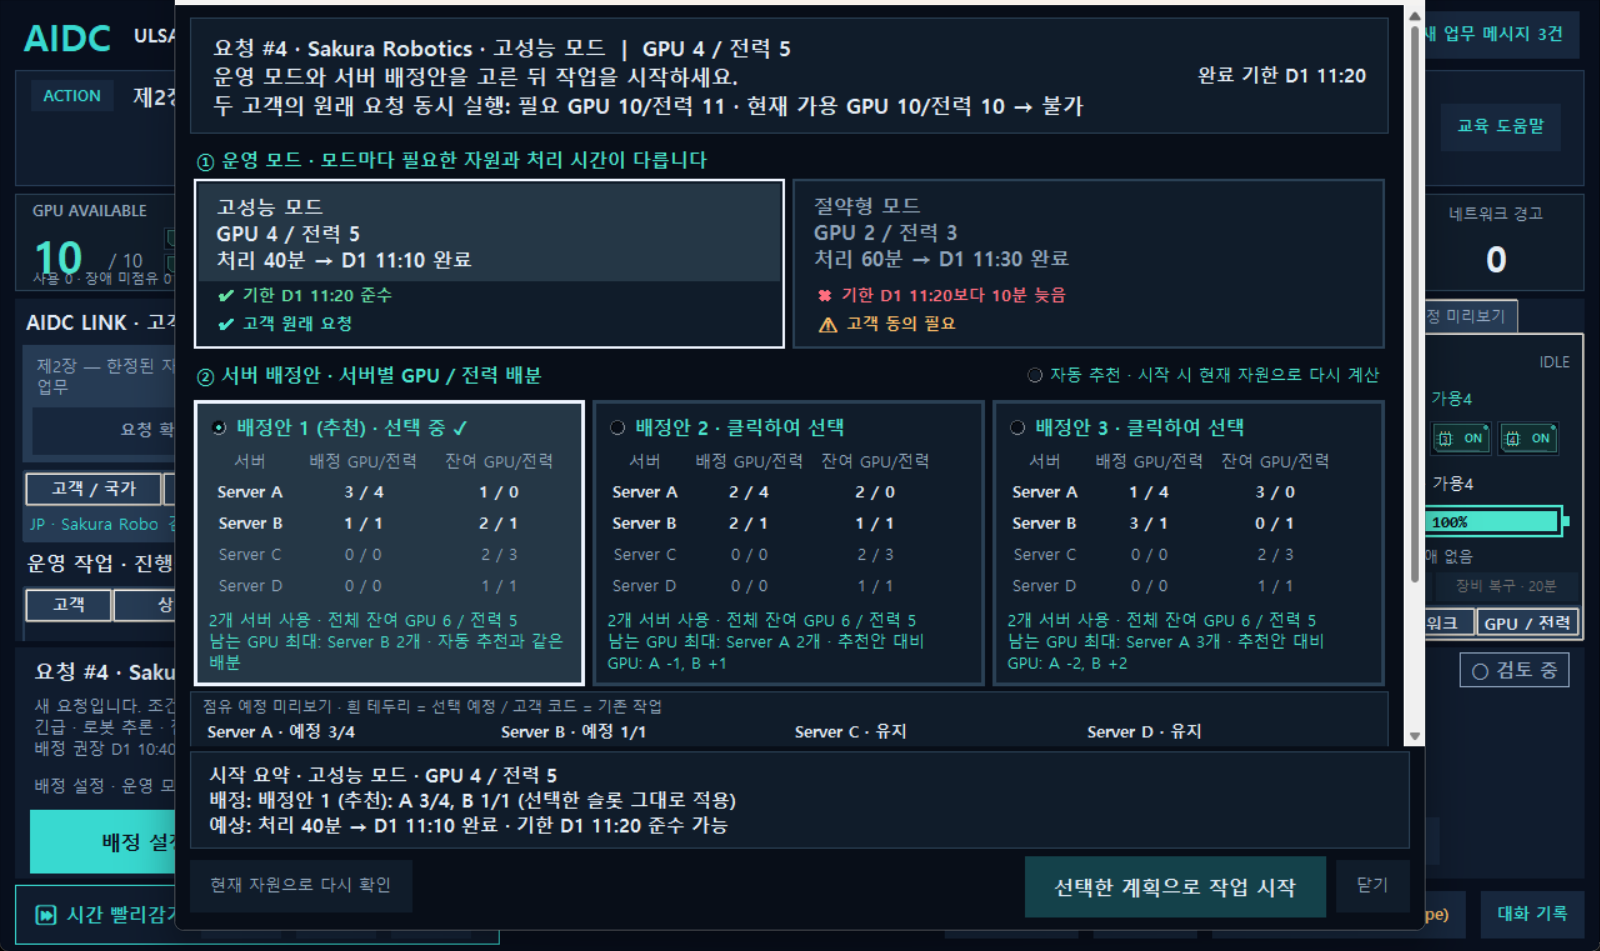 AIDC
ULSA
새 업무 메시지 3건
ACTION
제2장
교육 도움말
GPU AVAILABLE
10 / 10
사용 0 · 장애 미점유 0
네트워크 경고
0
AIDC LINK · 고객
제2장 — 한정된 자
업무
요청 확
고객 / 국가
JP · Sakura Robo
운영 작업 · 진행
고객
상
요청 #4 · Saku
새 요청입니다. 조건
긴급 · 로봇 추론 ·
배정 권장 D1 10:40
배정 설정 · 운영 모
배정 설정
시간 빨리감기
요청 #4 · Sakura Robotics · 고성능 모드 | GPU 4 / 전력 5
운영 모드와 서버 배정안을 고른 뒤 작업을 시작하세요.
완료 기한 D1 11:20
두 고객의 원래 요청 동시 실행: 필요 GPU 10/전력 11 · 현재 가용 GPU 10/전력 10 → 불가
① 운영 모드 · 모드마다 필요한 자원과 처리 시간이 다릅니다
고성능 모드
GPU 4 / 전력 5
처리 40분 → D1 11:10 완료
✔ 기한 D1 11:20 준수
✔ 고객 원래 요청
절약형 모드
GPU 2 / 전력 3
처리 60분 → D1 11:30 완료
✖ 기한 D1 11:20보다 10분 늦음
⚠ 고객 동의 필요
② 서버 배정안 · 서버별 GPU / 전력 배분
자동 추천 · 시작 시 현재 자원으로 다시 계산
배정안 1 (추천) · 선택 중 ✓
서버 배정 GPU/전력 잔여 GPU/전력
Server A 3 / 4 1 / 0
Server B 1 / 1 2 / 1
Server C 0 / 0 2 / 3
Server D 0 / 0 1 / 1
2개 서버 사용 · 전체 잔여 GPU 6 / 전력 5
남는 GPU 최대: Server B 2개 · 자동 추천과 같은
배분
배정안 2 · 클릭하여 선택
서버 배정 GPU/전력 잔여 GPU/전력
Server A 2 / 4 2 / 0
Server B 2 / 1 1 / 1
Server C 0 / 0 2 / 3
Server D 0 / 0 1 / 1
2개 서버 사용 · 전체 잔여 GPU 6 / 전력 5
남는 GPU 최대: Server A 2개 · 추천안 대비
GPU: A -1, B +1
배정안 3 · 클릭하여 선택
서버 배정 GPU/전력 잔여 GPU/전력
Server A 1 / 4 3 / 0
Server B 3 / 1 0 / 1
Server C 0 / 0 2 / 3
Server D 0 / 0 1 / 1
2개 서버 사용 · 전체 잔여 GPU 6 / 전력 5
남는 GPU 최대: Server A 3개 · 추천안 대비
GPU: A -2, B +2
점유 예정 미리보기 · 흰 테두리 = 선택 예정 / 고객 코드 = 기존 작업
Server A · 예정 3/4
Server B · 예정 1/1
Server C · 유지
Server D · 유지
시작 요약 · 고성능 모드 · GPU 4 / 전력 5
배정: 배정안 1 (추천): A 3/4, B 1/1 (선택한 슬롯 그대로 적용)
예상: 처리 40분 → D1 11:10 완료 · 기한 D1 11:20 준수 가능
현재 자원으로 다시 확인
선택한 계획으로 작업 시작
닫기
정 미리보기
IDLE
가용4
3 ON
4 ON
가용4
100%
애 없음
장비 복구 · 20분
워크
GPU / 전력
검토 중
pe)
대화 기록